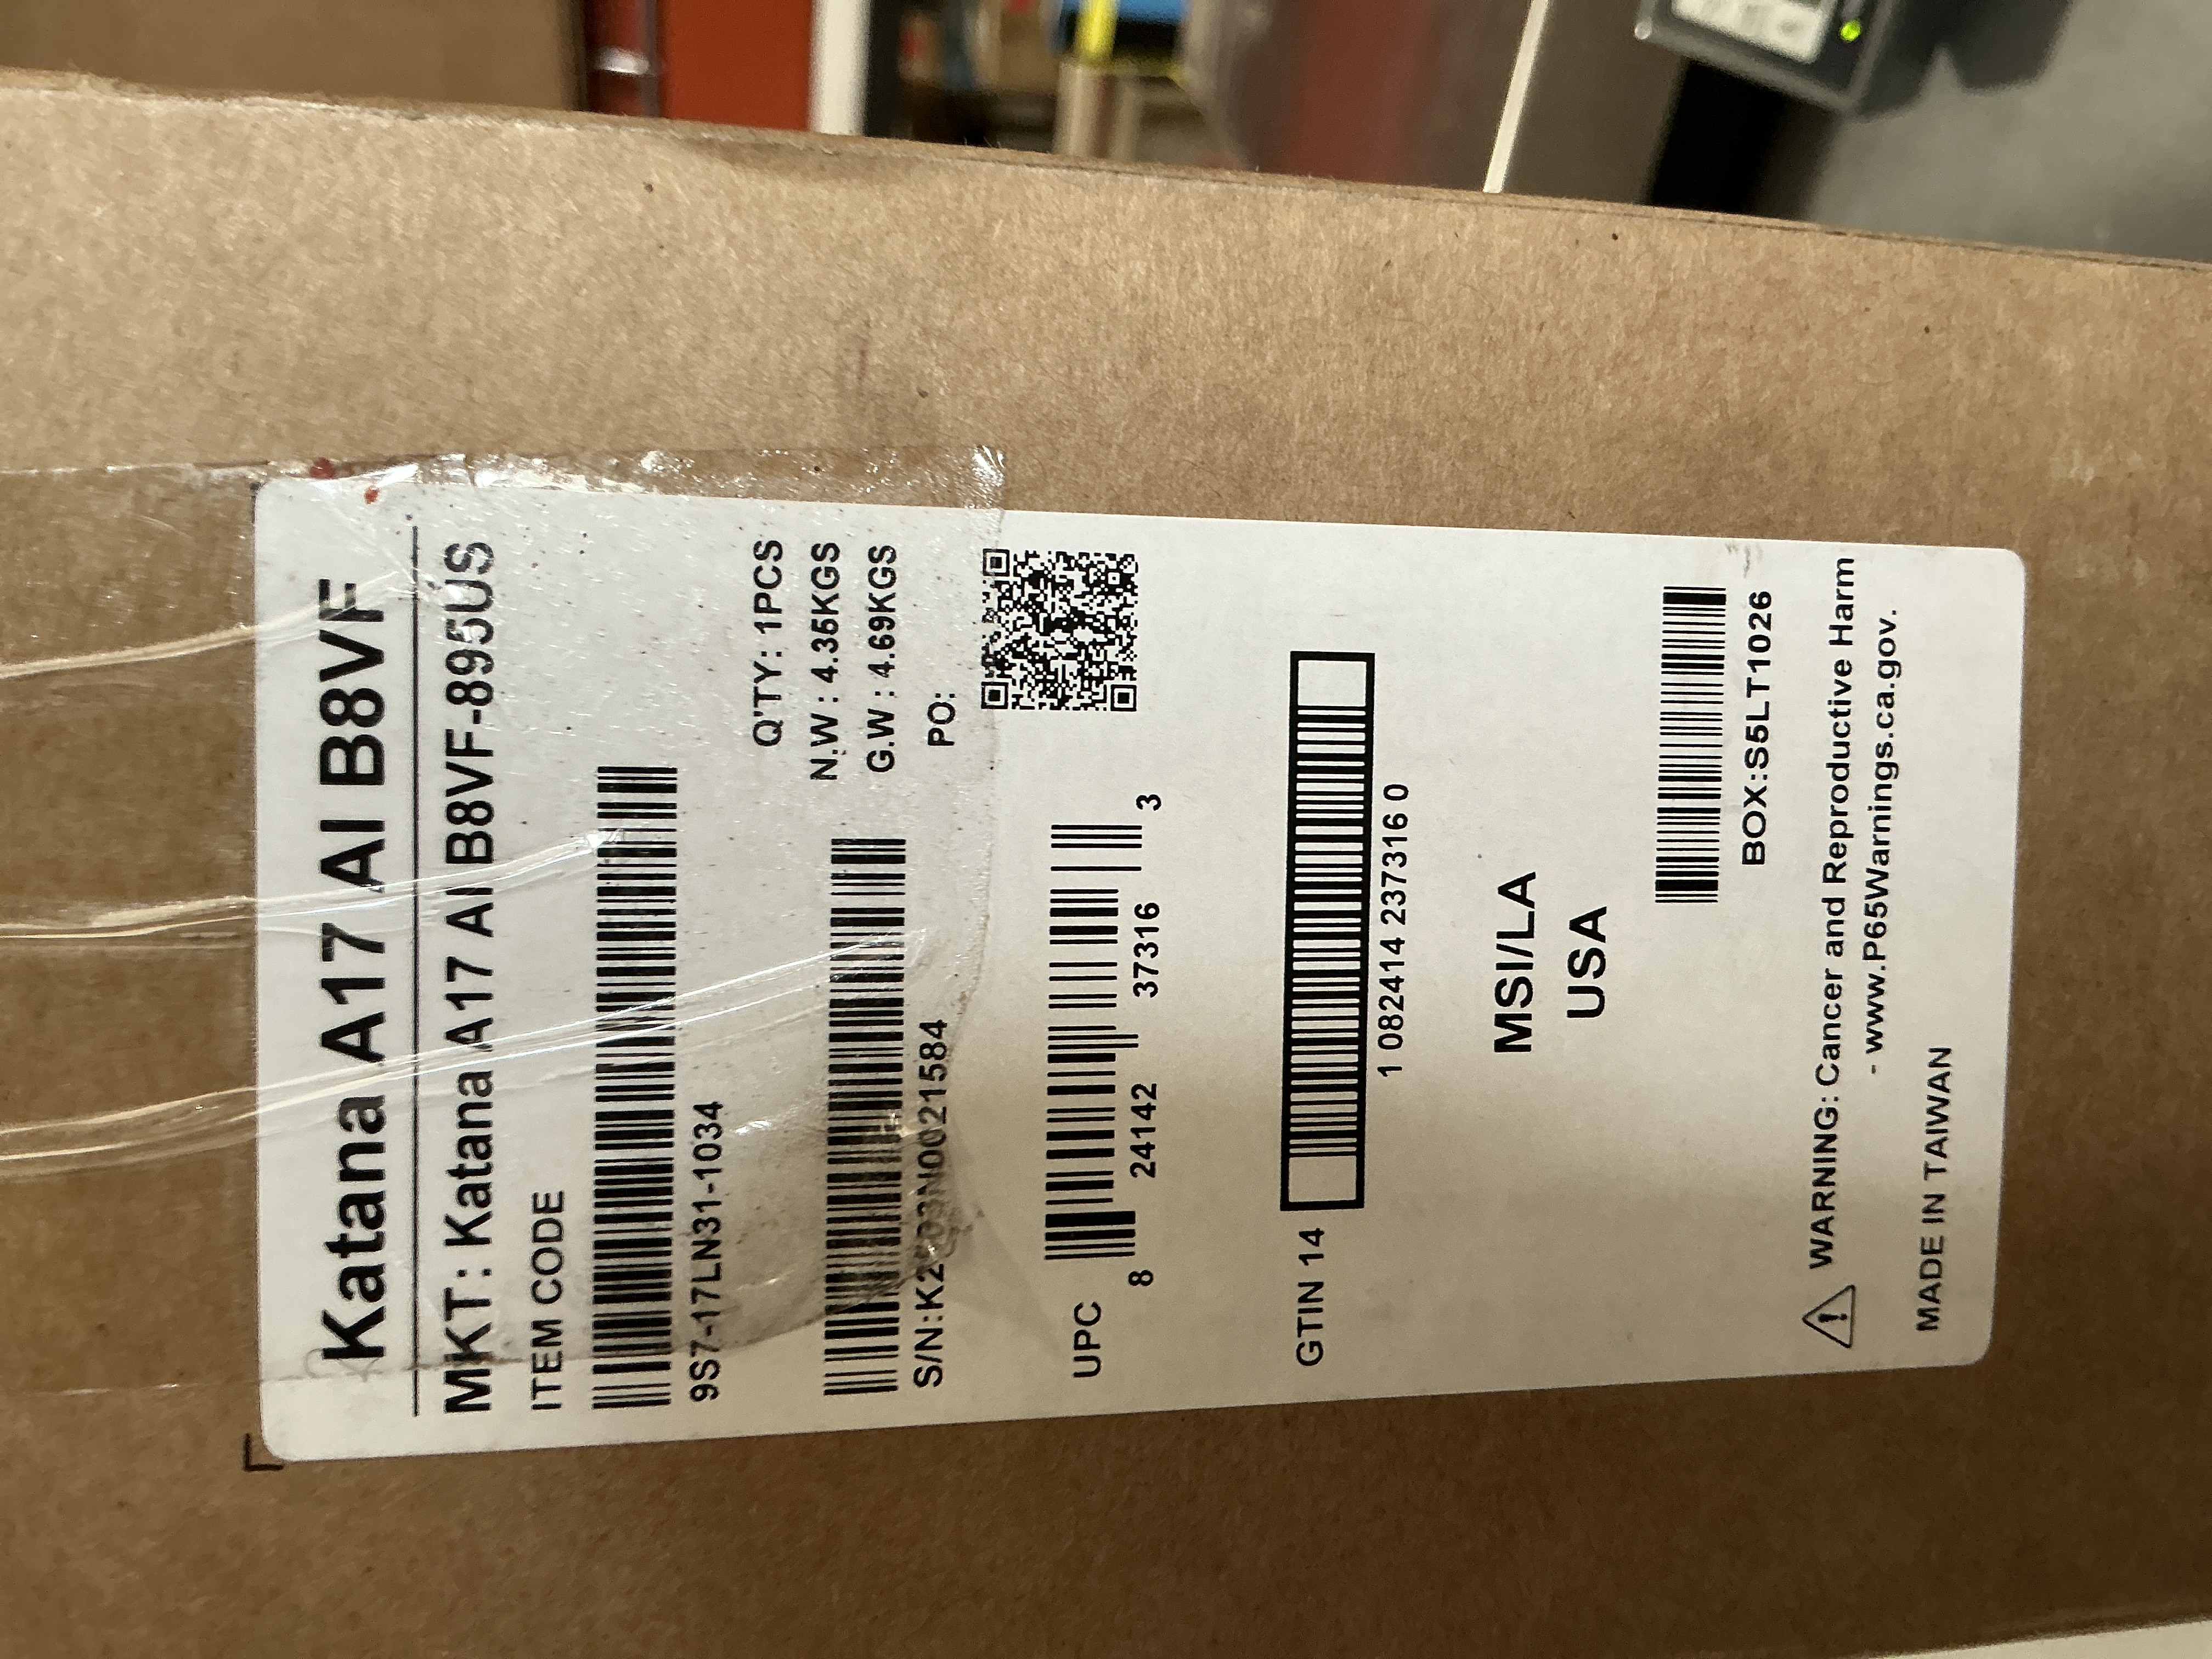 Katana A17 AI B8VF
MKT: Katana A17 AI B8VF-895US
ITEM CODE
9S7-17LN31-1034
Q'TY: 1PCS
N.W : 4.35KGS
G.W : 4.69KGS
PO:
UPC
8 24142 37316 3
GTIN 14
1 082414 237316 0
MSI/LA
USA
BOX:S5LT1026
WARNING: Cancer and Reproductive Harm
- www.P65Warnings.ca.gov.
MADE IN TAIWAN